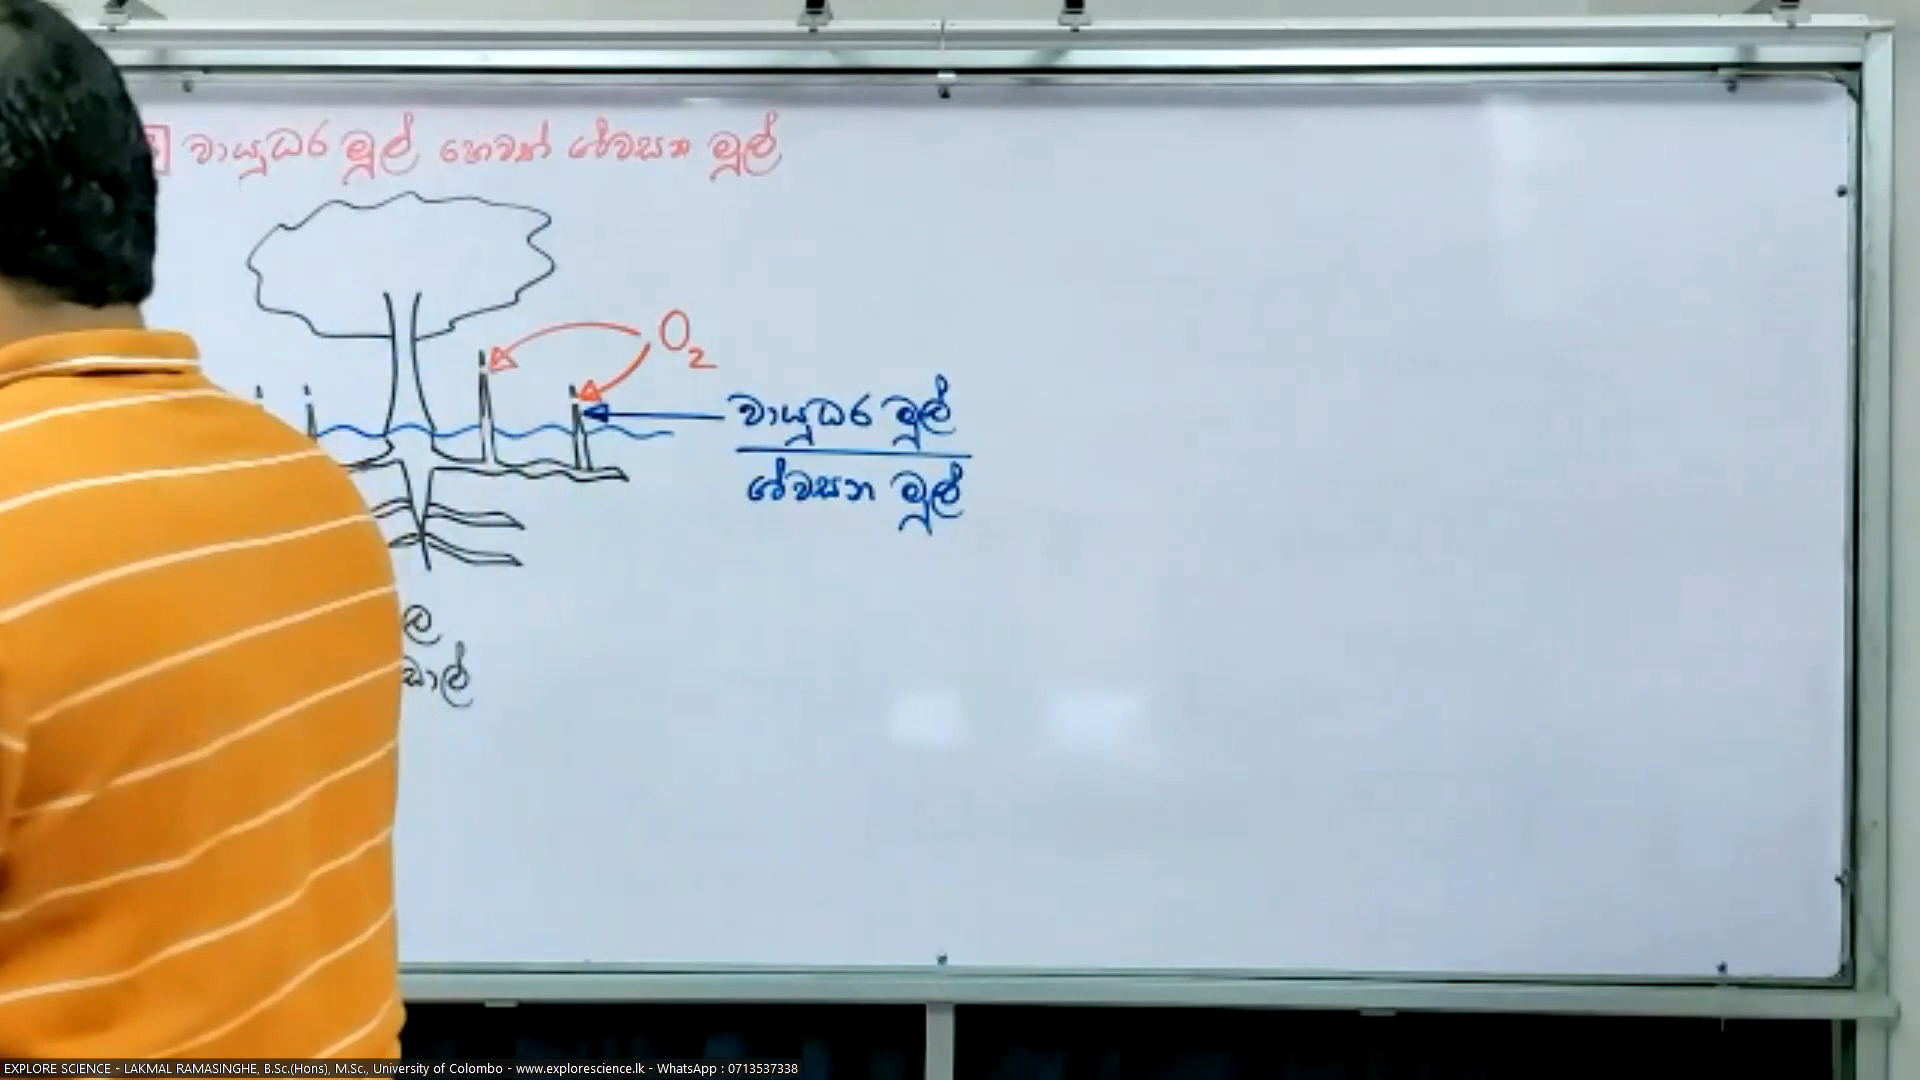 වායුධර මූල් හෙවත් ශ්වසන මූල්
O2
වායුධර මූල්
ශ්වසන මූල්
EXPLORE SCIENCE - LAKMAL RAMASINGHE, B.Sc.(Hons), M.Sc., University of Colombo - www.explorescience.lk - WhatsApp : 0713537338